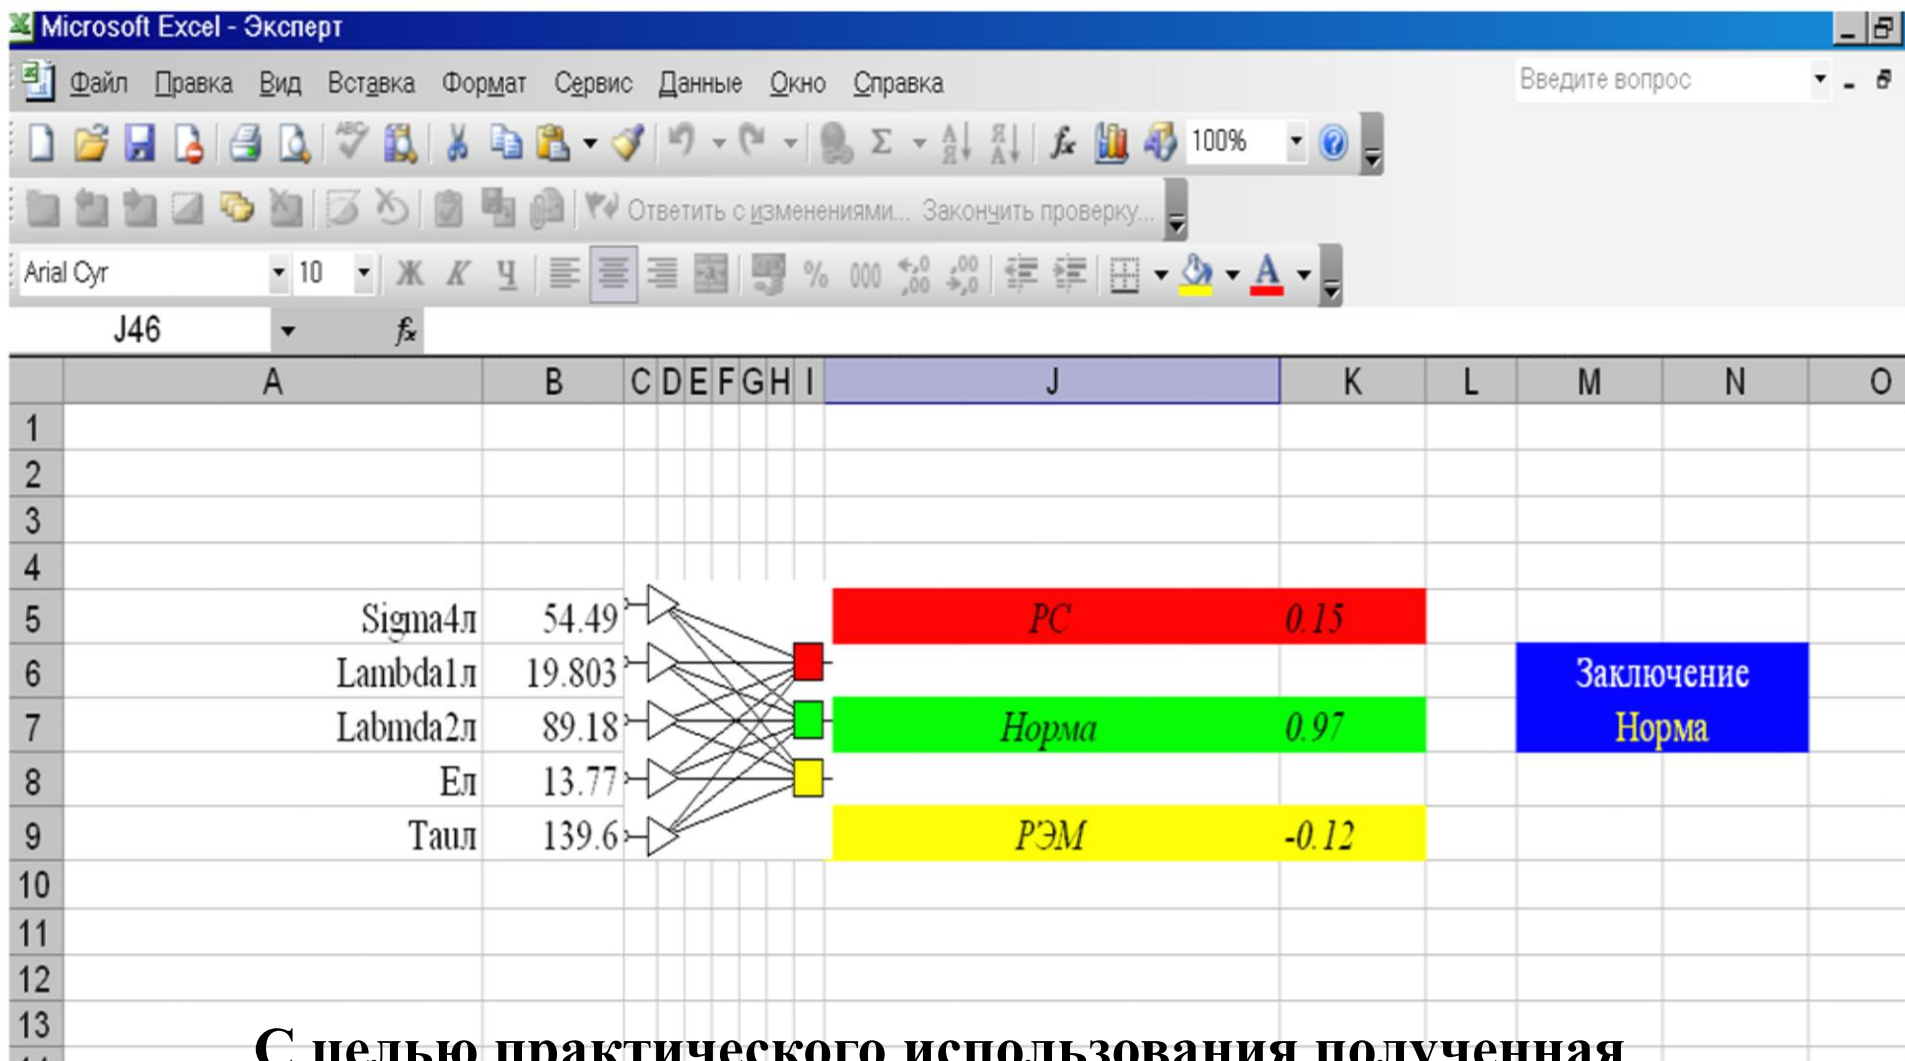 Microsoft Excel - Эксперт
Файл Правка Вид Вставка Формат Сервис Данные Окно Справка Введите вопрос
100%
Ответить с изменениями... Закончить проверку...
Arial Cyr 10 Ж К Ч % 000
J46 fx
A B C D E F G H I J K L M N O
1
2
3
4
5 Sigma4л 54.49 РС 0.15
6 Lambda1л 19.803 Заключение
7 Labmda2л 89.18 Норма 0.97 Норма
8 Ел 13.77
9 Tauл 139.6 РЭМ -0.12
10
11
12
13
С целью практического использования полученная